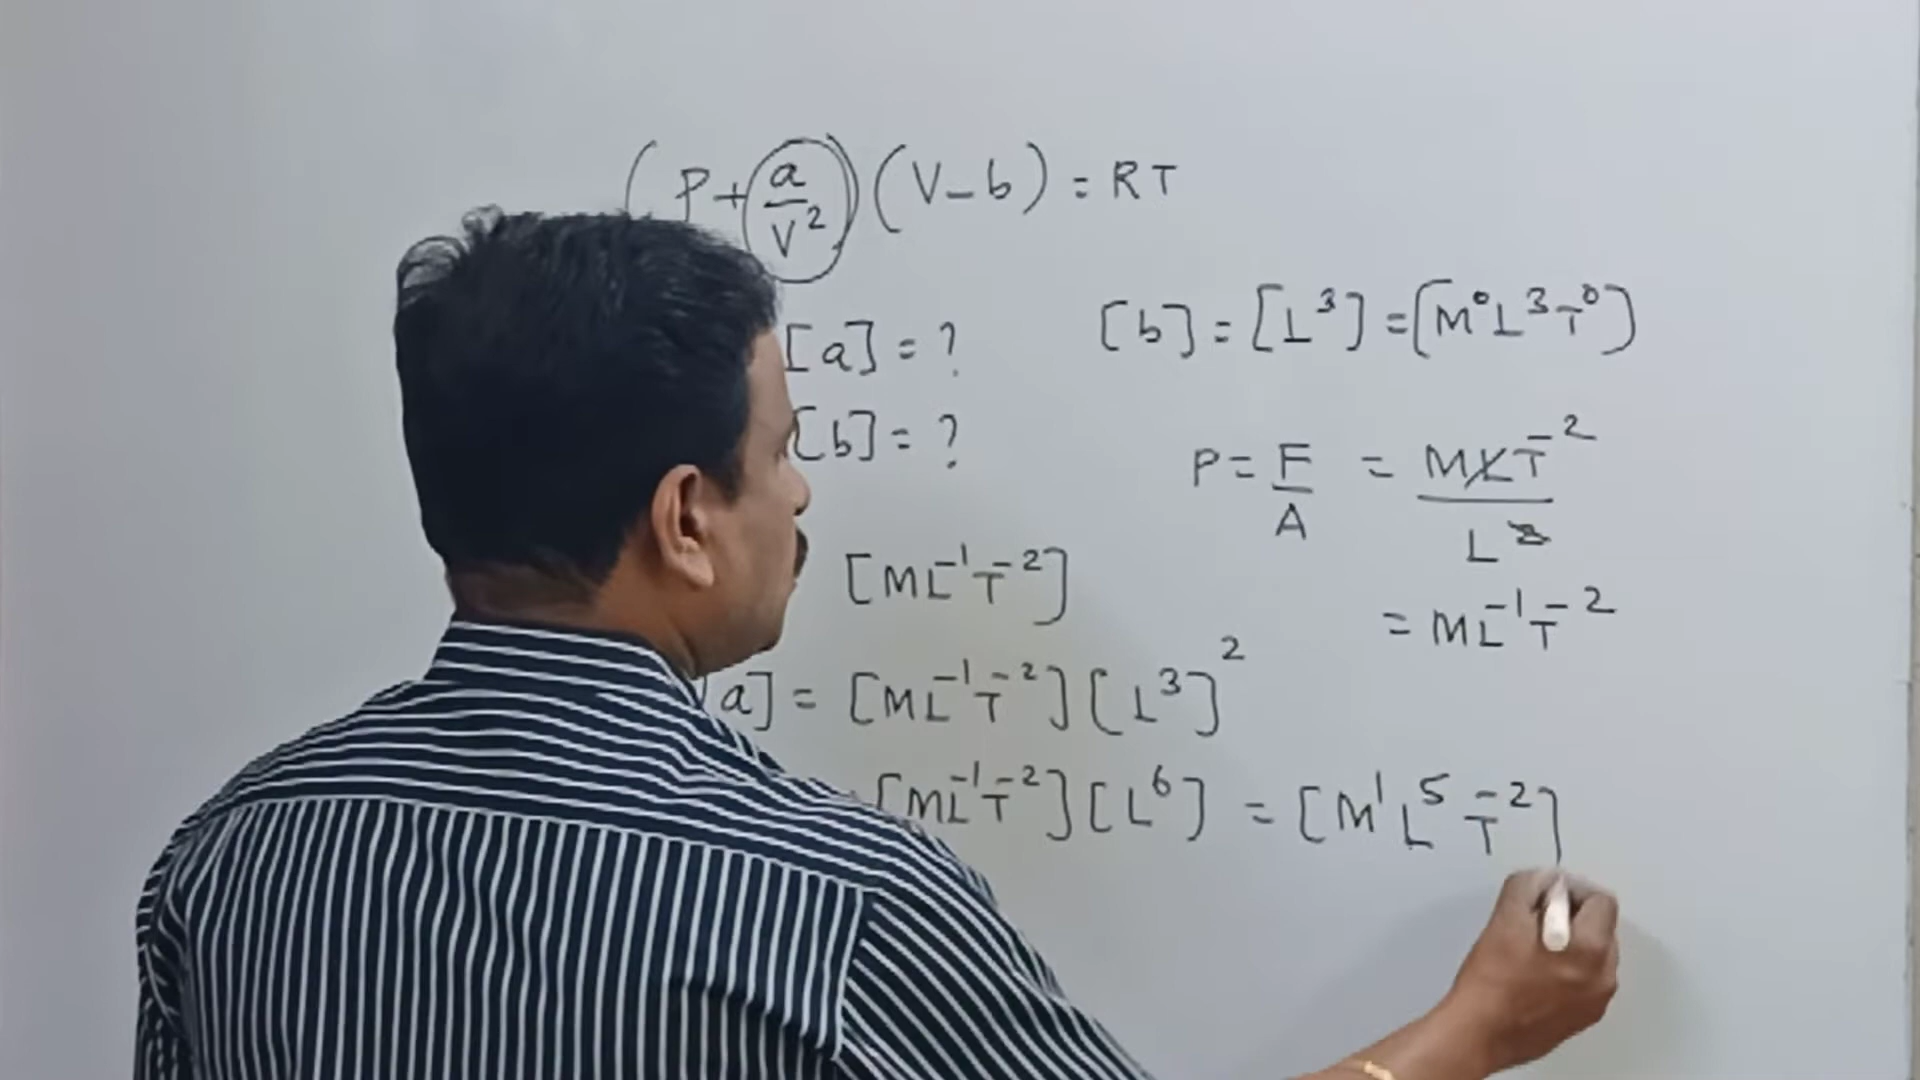 (P + a/V²) (V – b) = RT
[a] = ?
[b] = ?
[b] = [L³] = [M⁰L³T⁰]
P = F/A = MLT⁻²/L²
= ML⁻¹T⁻²
[ML⁻¹T⁻²]
[a] = [ML⁻¹T⁻²] [L³]²
[ML⁻¹T⁻²] [L⁶] = [M¹L⁵T⁻²]